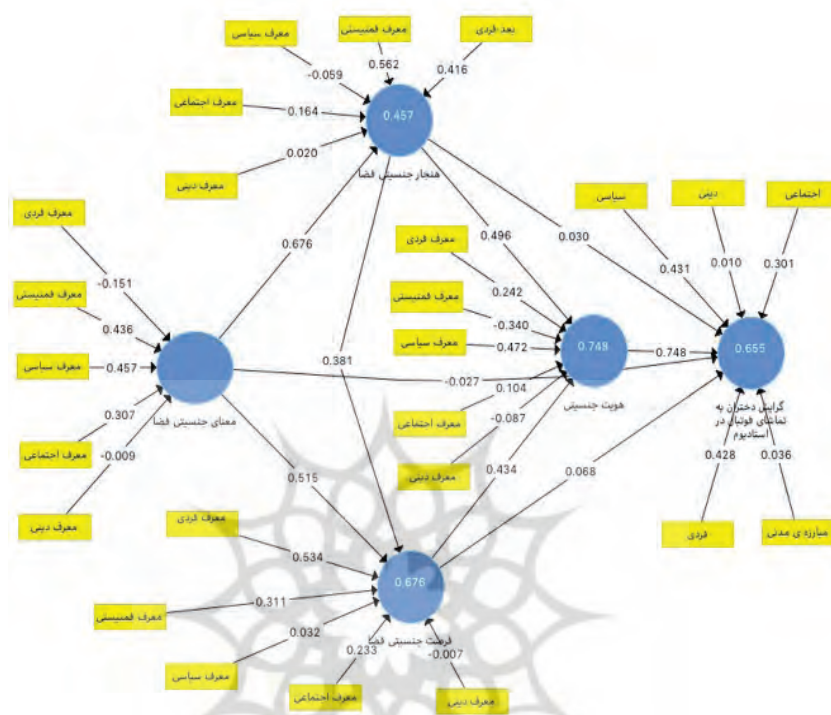 معرف سیاسی
معرف فمنیستی
بعد فردی
-0.059
0.562
0.416
معرف اجتماعی
0.164
0.457
معرف دینی
0.020
هنجار جنسیتی فضا
معرف فردی
سیاسی
دینی
اجتماعی
0.676
0.496
0.030
معرف فردی
-0.151
0.431
0.010
0.301
معرف فمنیستی
0.242
معرف فمنیستی
0.436
-0.340
0.381
معرف سیاسی
0.472
0.748
0.748
0.655
معرف سیاسی
0.457
-0.027
0.307
0.104
معنای جنسیتی فضا
معرف اجتماعی
-0.087
هویت جنسیتی
گرایش دختران به
تماشای فوتبال در
استادیوم
معرف اجتماعی
-0.009
معرف دینی
0.428
0.036
0.515
0.434
0.068
معرف دینی
معرف فردی
فردی
مبارزه ی مدنی
0.534
0.676
معرف فمنیستی
0.311
0.032
فرصت جنسیتی فضا
معرف سیاسی
0.233
-0.007
معرف اجتماعی
معرف دینی